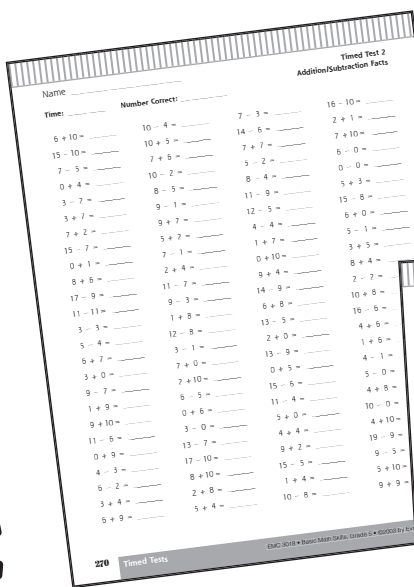 Timed Test 2
Addition/Subtraction Facts
Name
Time: Number Correct:
6 + 10 =
15 − 10 =
7 − 5 =
0 + 4 =
3 − 2 =
3 + 7 =
7 + 2 =
15 − 7 =
0 + 1 =
8 + 6 =
17 − 9 =
11 − 11 =
3 − 3 =
5 − 4 =
6 + 7 =
3 + 0 =
9 − 7 =
1 + 9 =
9 + 10 =
11 − 6 =
0 + 9 =
4 − 3 =
6 − 2 =
3 + 4 =
6 + 9 =
10 − 4 =
10 + 5 =
7 + 6 =
10 − 2 =
8 − 5 =
9 − 1 =
9 + 7 =
5 + 7 =
7 − 1 =
2 + 4 =
11 − 7 =
9 − 3 =
1 + 8 =
12 − 8 =
3 − 1 =
7 + 0 =
2 + 10 =
6 − 5 =
0 + 6 =
3 − 0 =
13 − 7 =
17 − 10 =
8 + 10 =
2 + 8 =
5 + 4 =
7 − 3 =
14 − 6 =
7 + 7 =
5 − 2 =
8 − 4 =
11 − 9 =
12 − 5 =
4 − 4 =
1 + 7 =
0 + 10 =
9 + 4 =
14 − 9 =
6 + 8 =
13 − 5 =
2 + 0 =
13 − 9 =
0 + 5 =
15 − 6 =
11 − 4 =
5 + 0 =
4 + 4 =
9 + 2 =
15 − 5 =
1 + 4 =
10 − 8 =
16 − 10 =
2 + 1 =
7 + 10 =
6 − 0 =
0 − 0 =
5 + 3 =
15 − 8 =
6 + 0 =
5 − 1 =
3 + 5 =
8 + 4 =
2 − 2 =
10 + 8 =
16 − 6 =
4 + 6 =
1 + 6 =
4 − 1 =
5 − 0 =
4 + 8 =
10 − 0 =
4 + 10 =
19 − 9 =
9 − 5 =
5 + 10 =
9 + 9 =
270 Timed Tests EMC 3018 • Basic Math Skills, Grade 5 • ©2003 by